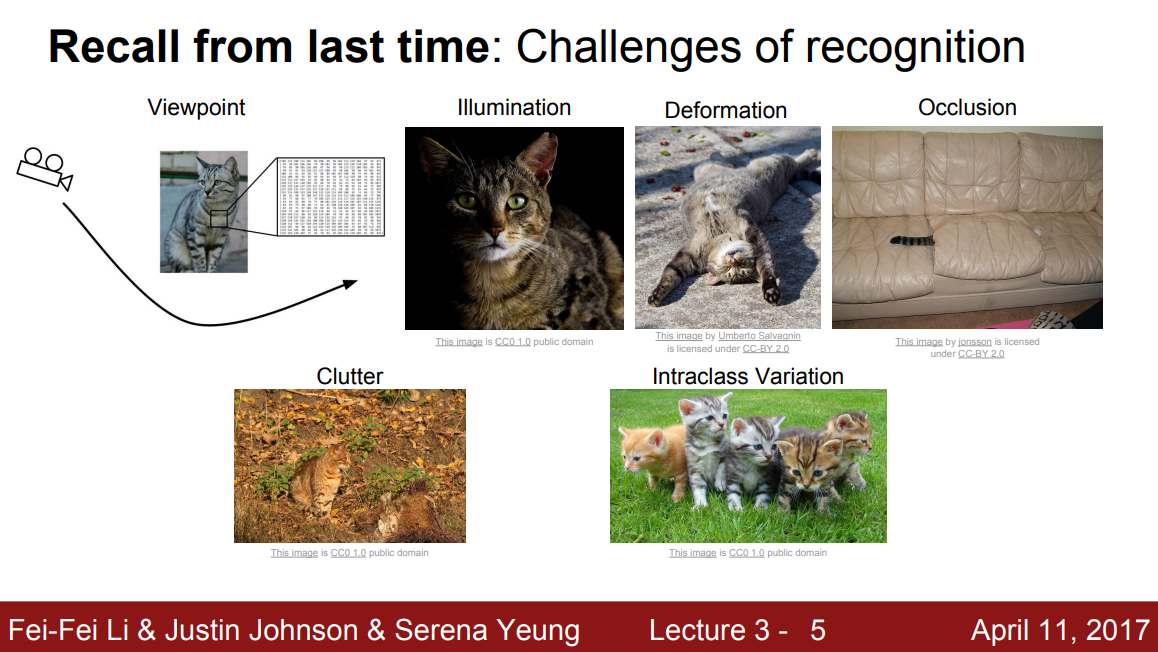 Recall from last time: Challenges of recognition
Viewpoint
Illumination
Deformation
Occlusion
This image is CC0 1.0 public domain
This image by Umberto Salvagnin
is licensed under CC-BY 2.0
This image by jonsson is licensed
under CC-BY 2.0
Clutter
Intraclass Variation
This image is CC0 1.0 public domain
This image is CC0 1.0 public domain
Fei-Fei Li & Justin Johnson & Serena Yeung
Lecture 3 - 5
April 11, 2017